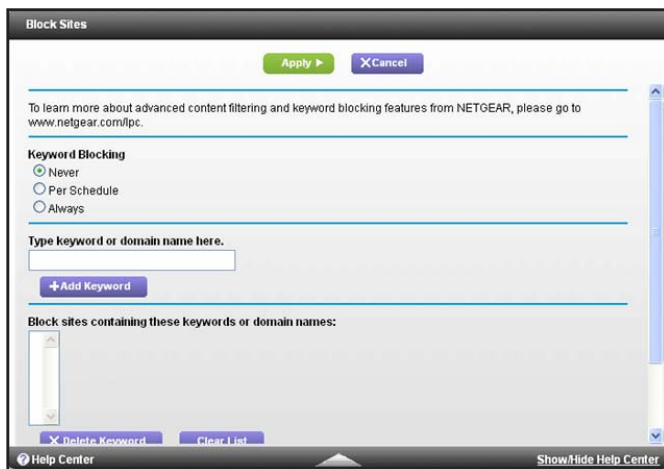 Block Sites
Apply
Cancel
To learn more about advanced content filtering and keyword blocking features from NETGEAR, please go to
www.netgear.com/lpc.
Keyword Blocking
Never
Per Schedule
Always
Type keyword or domain name here.
+Add Keyword
Block sites containing these keywords or domain names:
Delete Keyword
Clear List
Help Center
Show/Hide Help Center